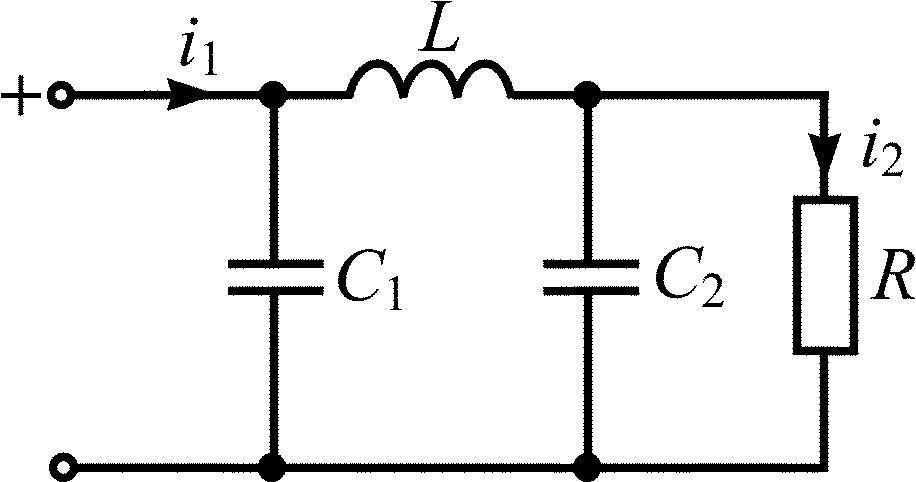 i₁
L
+
i₂
C₁
C₂
R